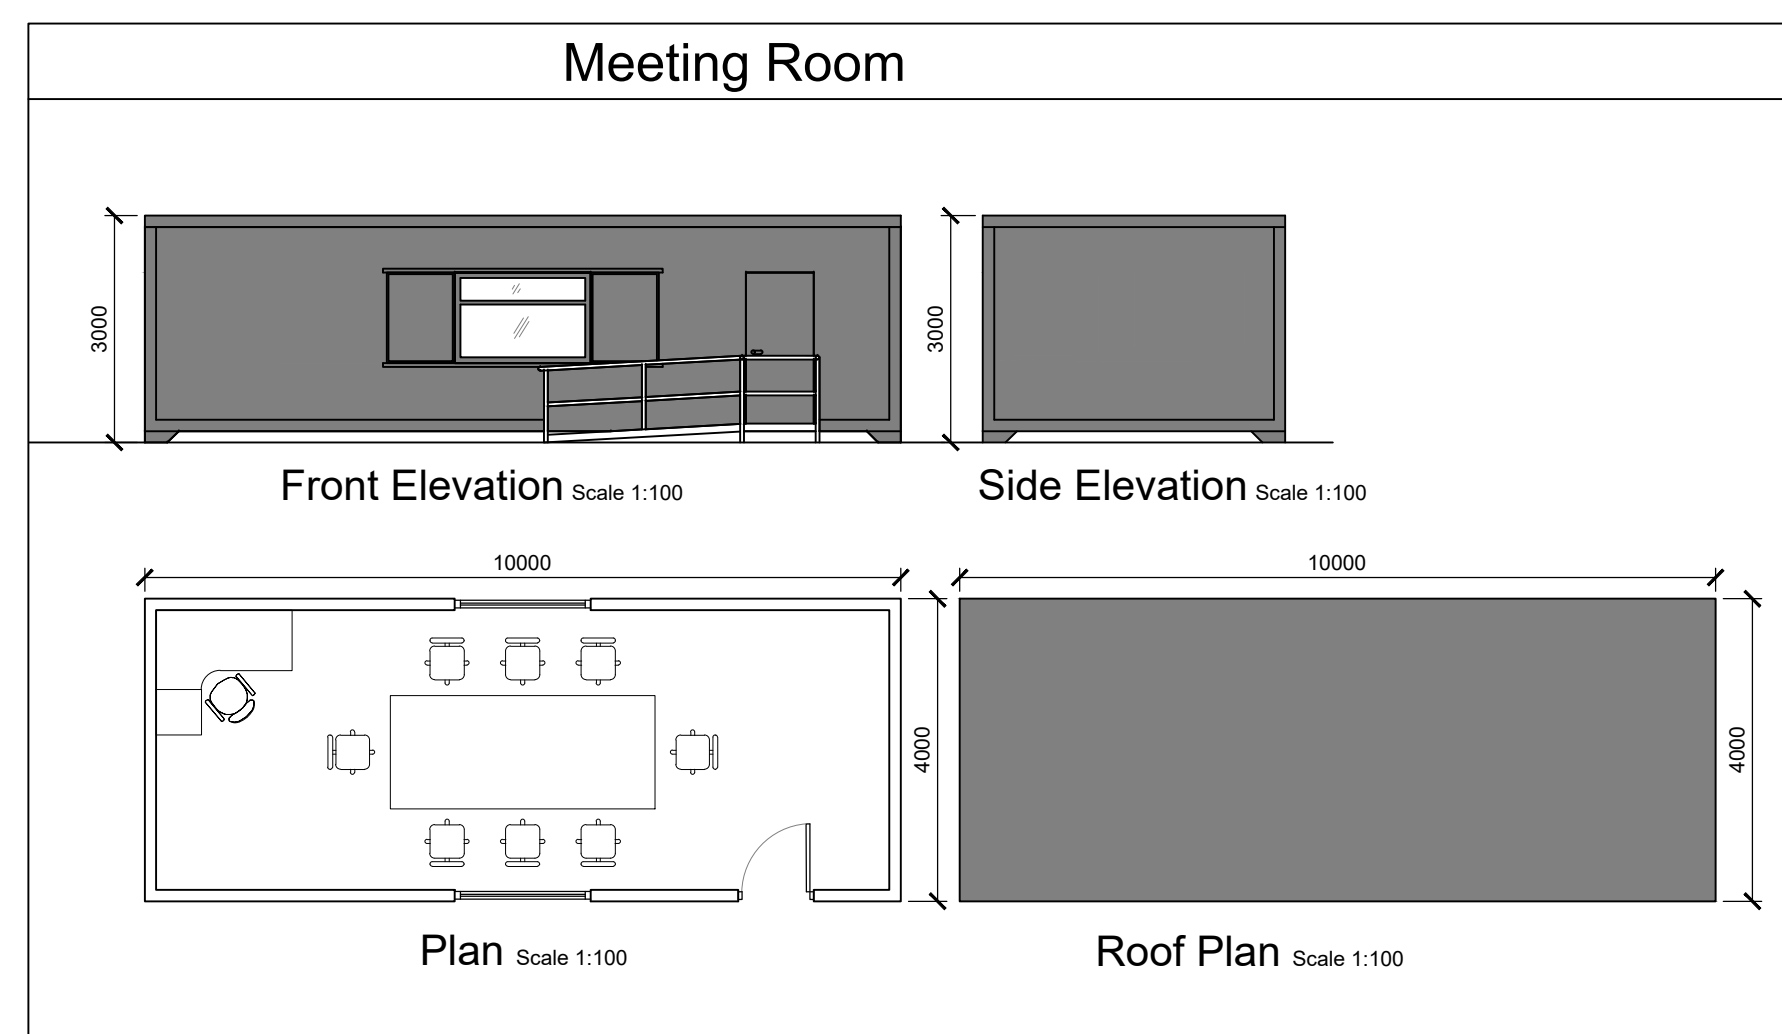 Meeting Room
3000
3000
Front Elevation Scale 1:100
Side Elevation Scale 1:100
10000
10000
4000
4000
Plan Scale 1:100
Roof Plan Scale 1:100